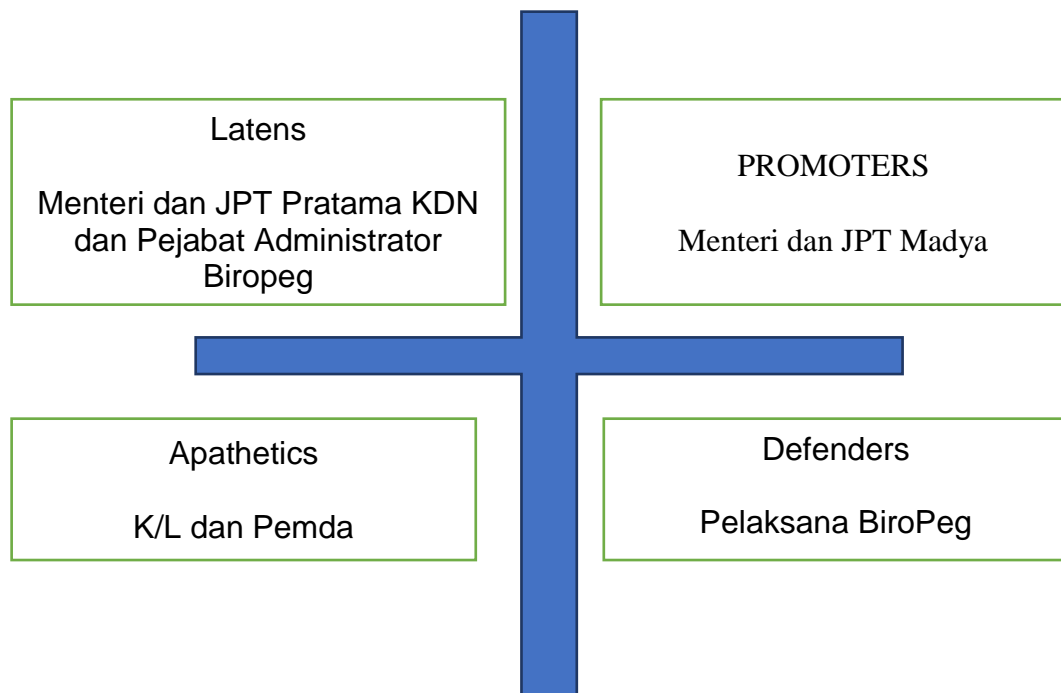 Latens
Menteri dan JPT Pratama KDN
dan Pejabat Administrator
Biropeg
PROMOTERS
Menteri dan JPT Madya
Apathetics
K/L dan Pemda
Defenders
Pelaksana BiroPeg